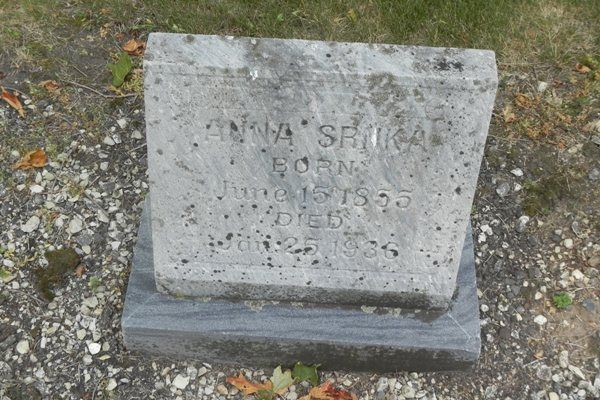 ANNA SRNKA
BORN
June 15 1855
DIED
Jan. 25 1936